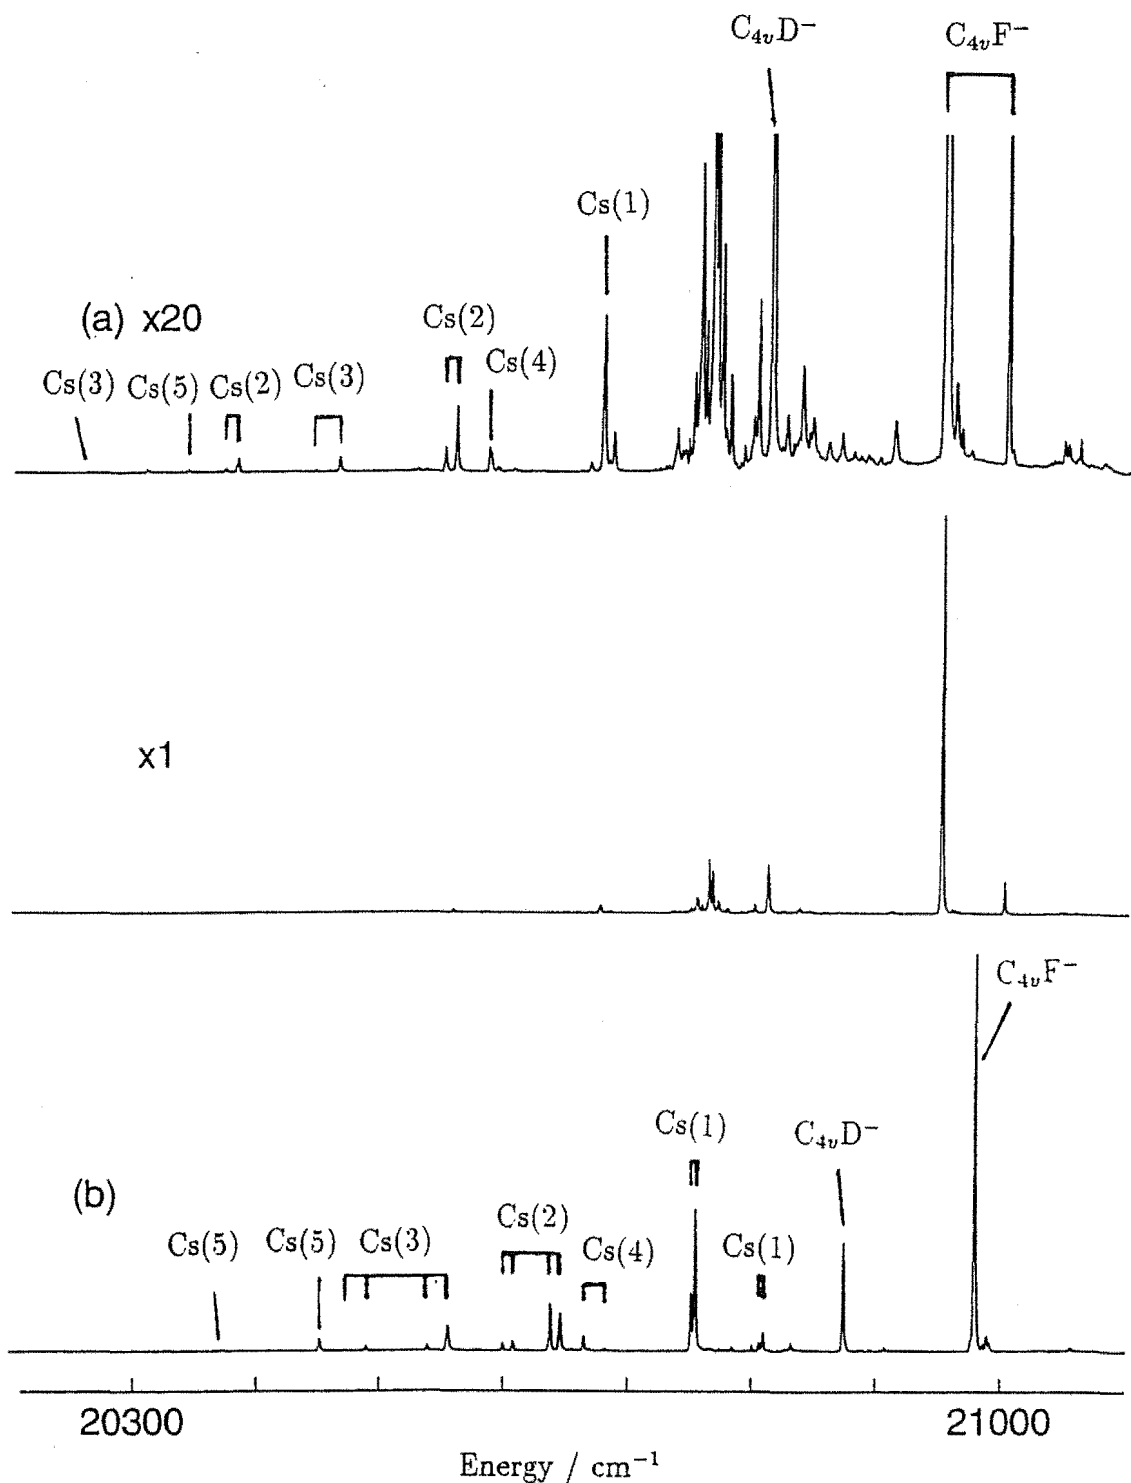 C₄ᵥD⁻
C₄ᵥF⁻
Cs(1)
(a) x20
Cs(2)
Cs(4)
Cs(3) Cs(5) Cs(2) Cs(3)
x1
C₄ᵥF⁻
Cs(1)
C₄ᵥD⁻
(b)
Cs(2)
Cs(5) Cs(5) Cs(3) Cs(4) Cs(1)
20300 21000
Energy / cm⁻¹